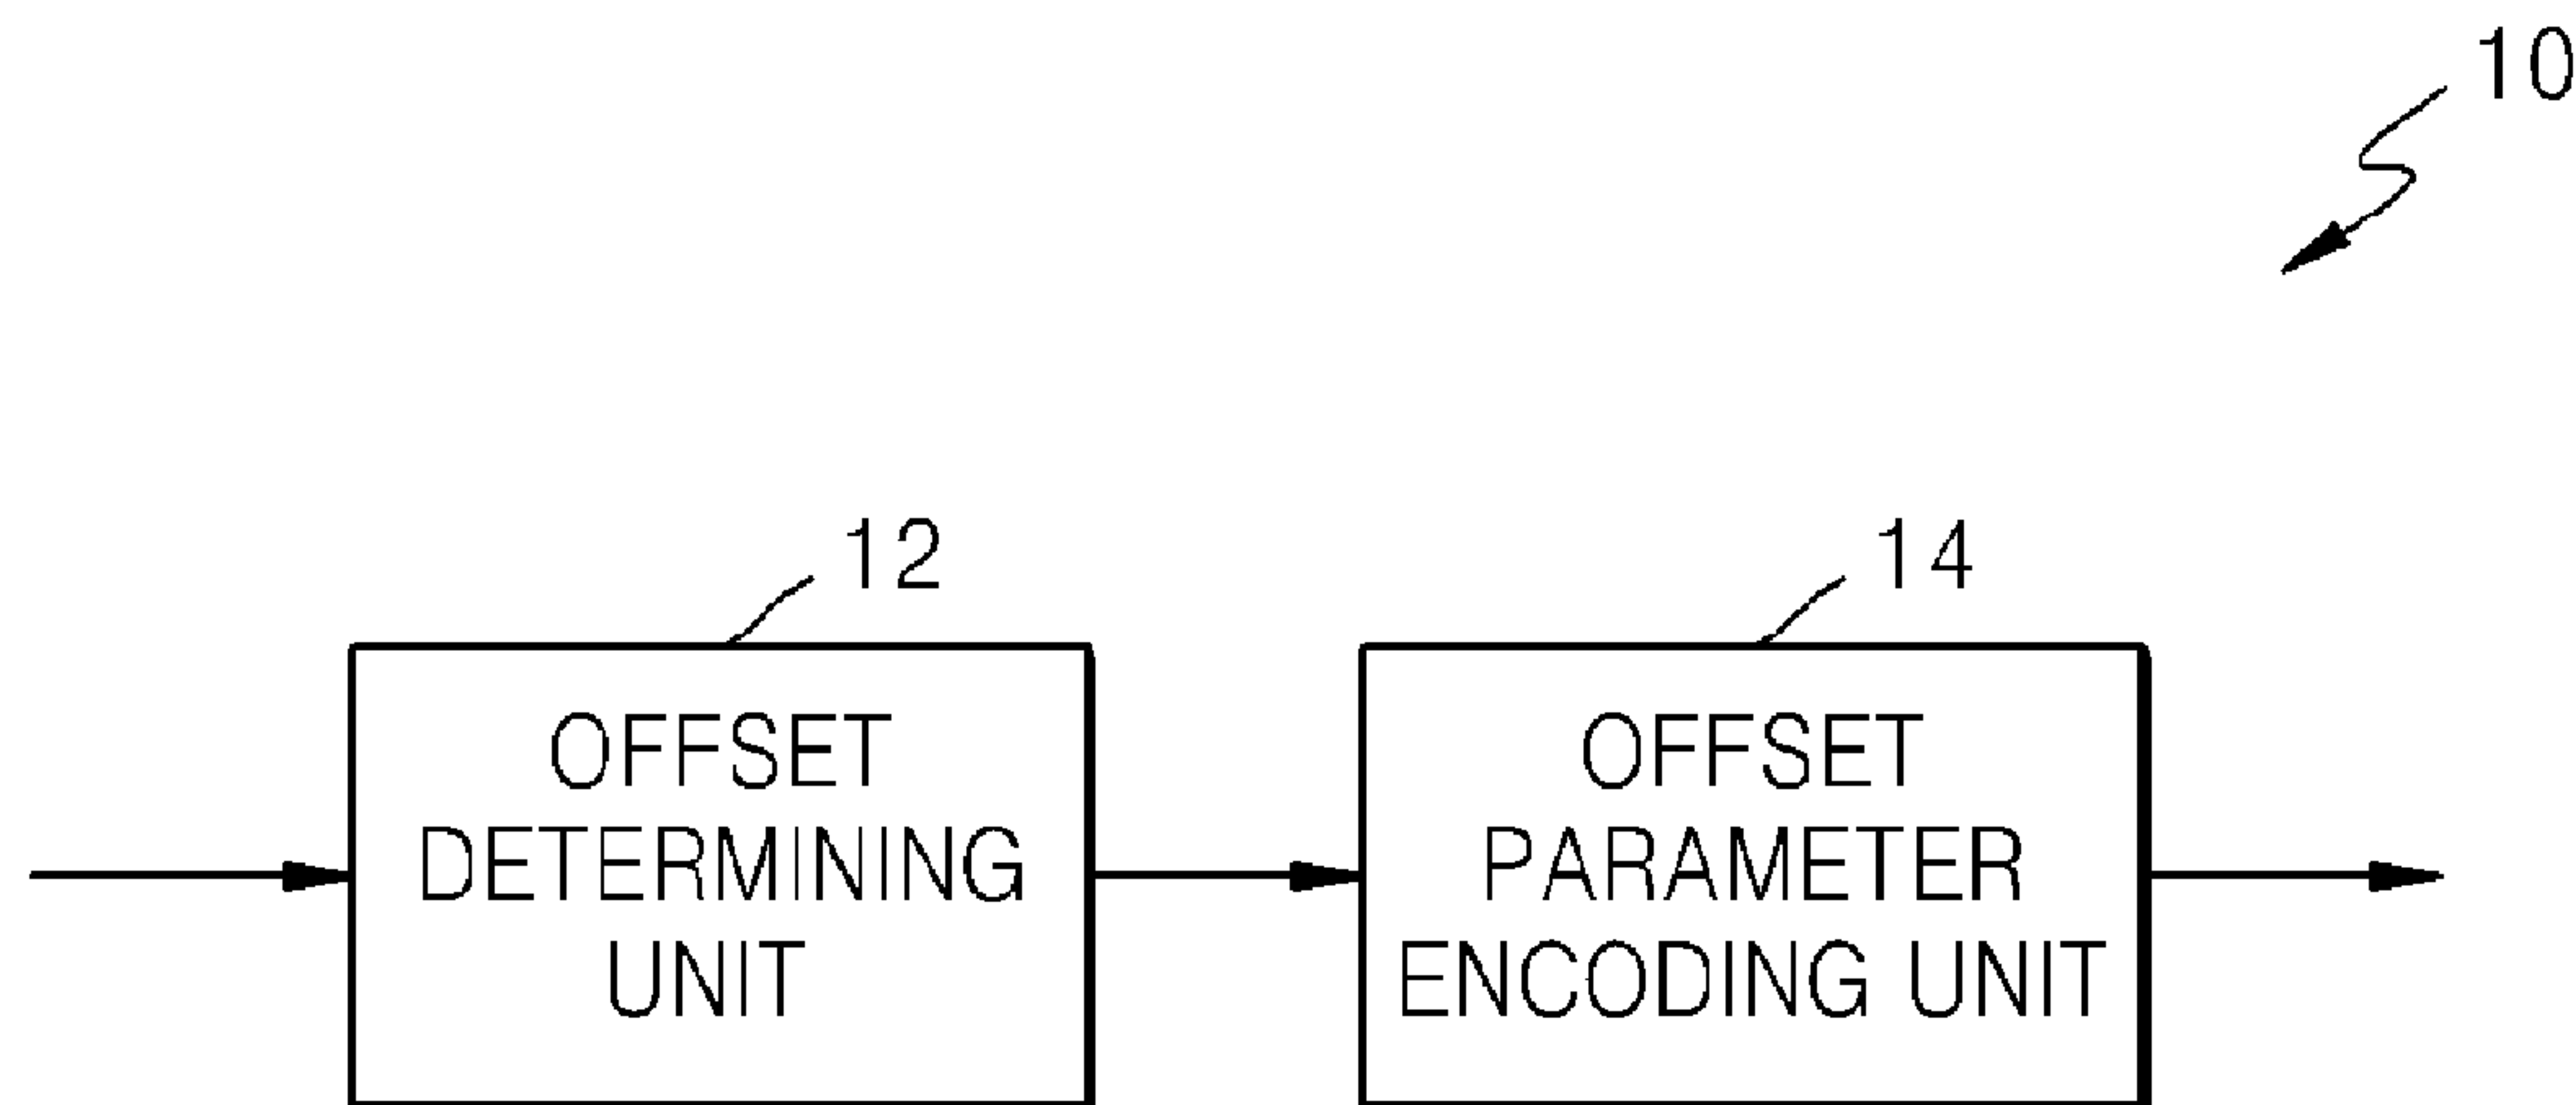 10
12
14
OFFSET
DETERMINING
UNIT
OFFSET
PARAMETER
ENCODING UNIT